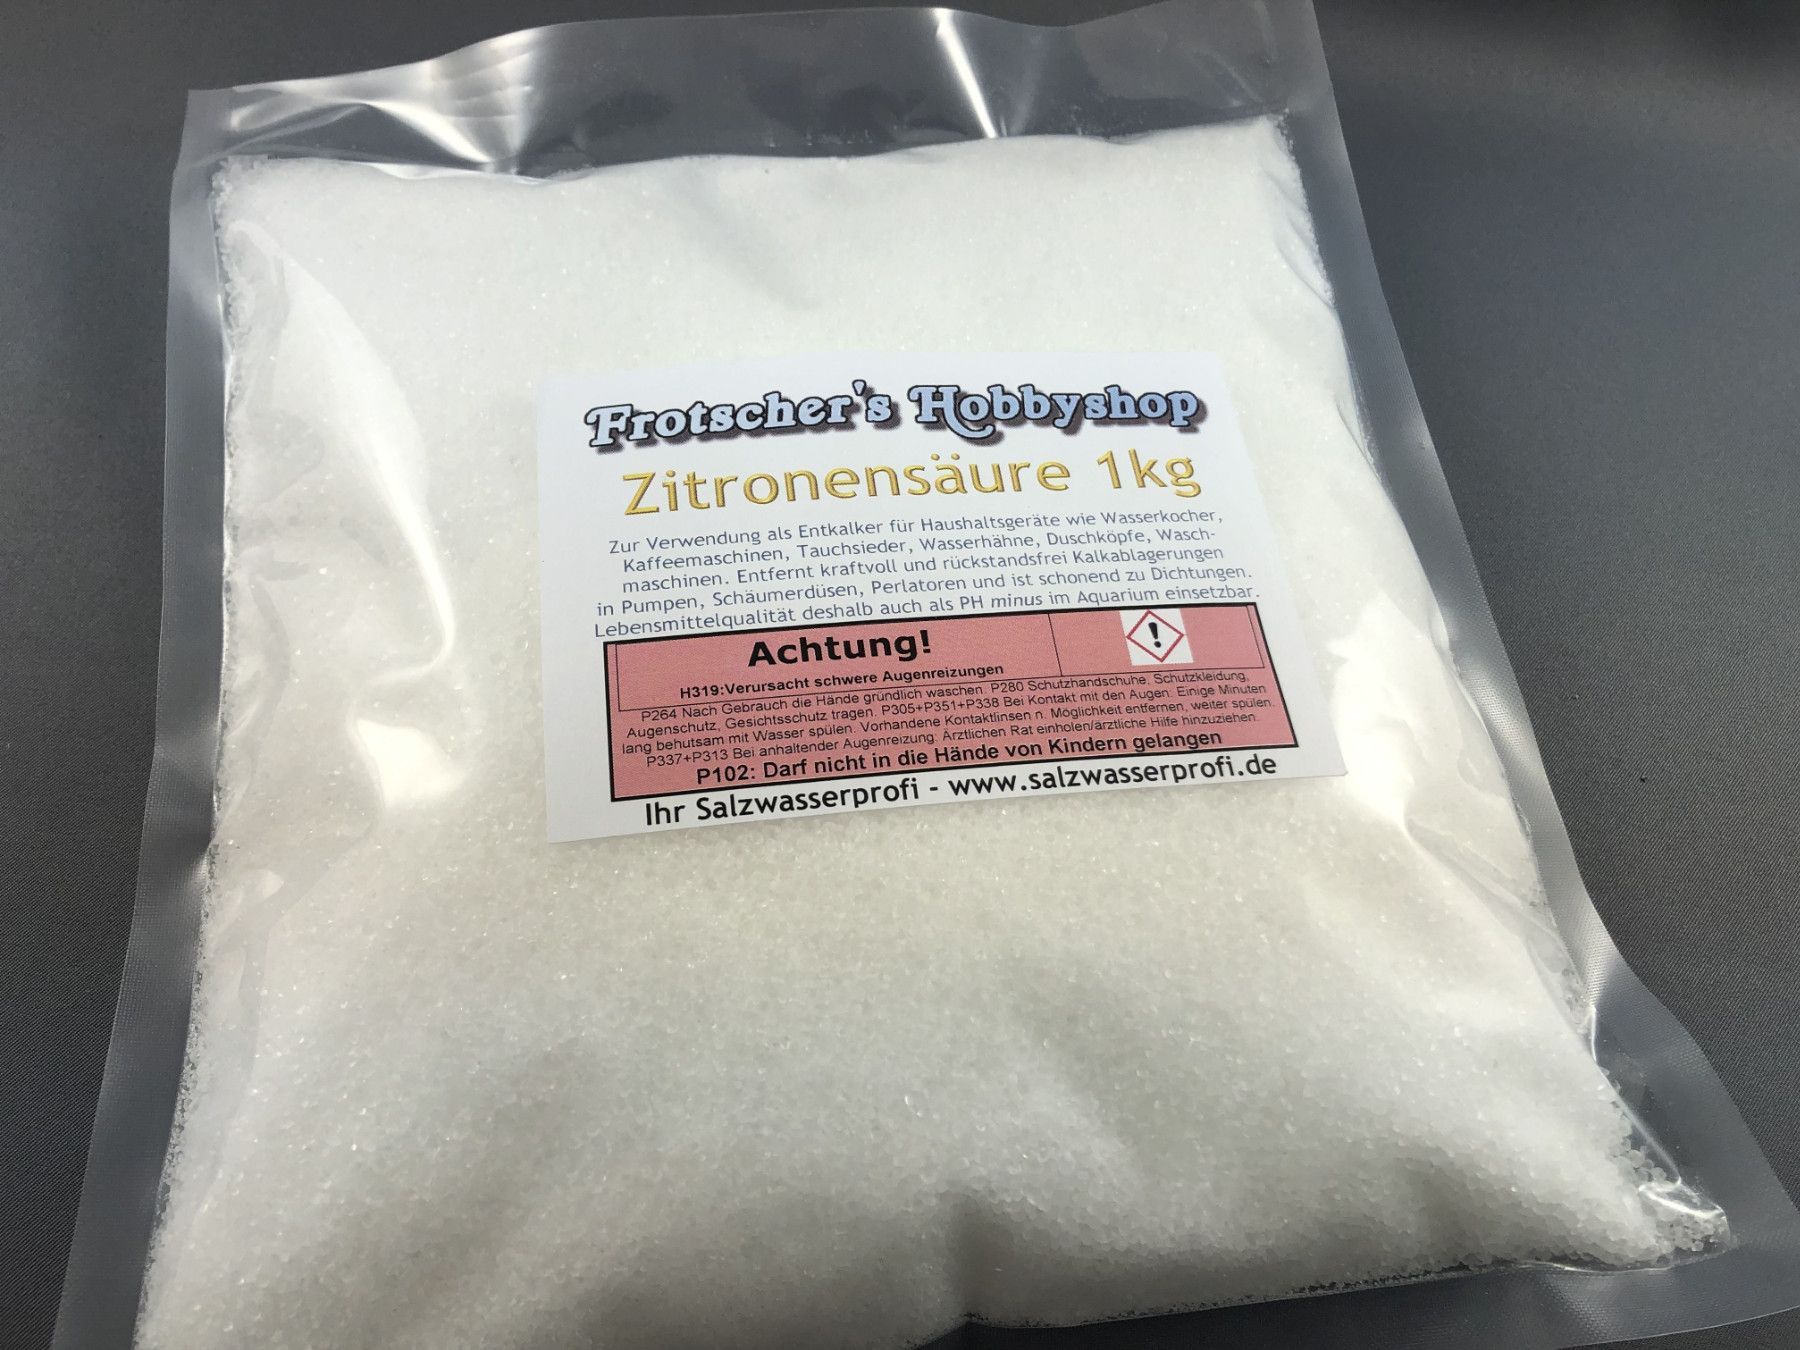 Frotscher's Hobbyshop
Zitronensäure 1kg
Zur Verwendung als Entkalker für Haushaltsgeräte wie Wasserkocher,
Kaffeemaschinen, Tauchsieder, Wasserhähne, Duschköpfe, Wasch-
maschinen. Entfernt kraftvoll und rückstandsfrei Kalkablagerungen
in Pumpen, Schäumerdüsen, Perlatoren und ist schonend zu Dichtungen.
Lebensmittelqualität deshalb auch als PH minus im Aquarium einsetzbar.
Achtung!
H319:Verursacht schwere Augenreizungen
P264 Nach Gebrauch die Hände gründlich waschen. P280 Schutzhandschuhe, Schutzkleidung,
Augenschutz, Gesichtsschutz tragen. P305+P351+P338 Bei Kontakt mit den Augen: Einige Minuten
lang behutsam mit Wasser spülen. Vorhandene Kontaktlinsen n. Möglichkeit entfernen, weiter spülen.
P337+P313 Bei anhaltender Augenreizung: Ärztlichen Rat einholen/ärztliche Hilfe hinzuziehen.
P102: Darf nicht in die Hände von Kindern gelangen
Ihr Salzwasserprofi - www.salzwasserprofi.de